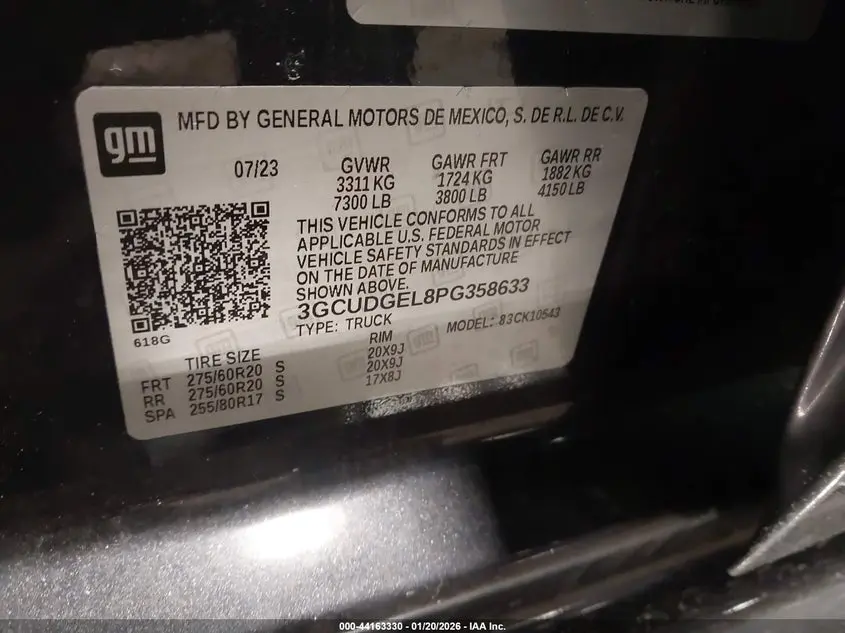 gm
MFD BY GENERAL MOTORS DE MEXICO, S. DE R.L. DE C.V.
07/23
GVWR GAWR FRT GAWR RR
3311 KG 1724 KG 1882 KG
7300 LB 3800 LB 4150 LB
THIS VEHICLE CONFORMS TO ALL
APPLICABLE U.S. FEDERAL MOTOR
VEHICLE SAFETY STANDARDS IN EFFECT
ON THE DATE OF MANUFACTURE
SHOWN ABOVE.
3GCUDGEL8PG358633
TYPE: TRUCK MODEL: 83CK10543
618G
TIRE SIZE RIM
FRT 275/60R20 S 20X9J
RR 275/60R20 S 20X9J
SPA 255/80R17 S 17X8J
000-44163330 - 01/20/2026 - IAA Inc.